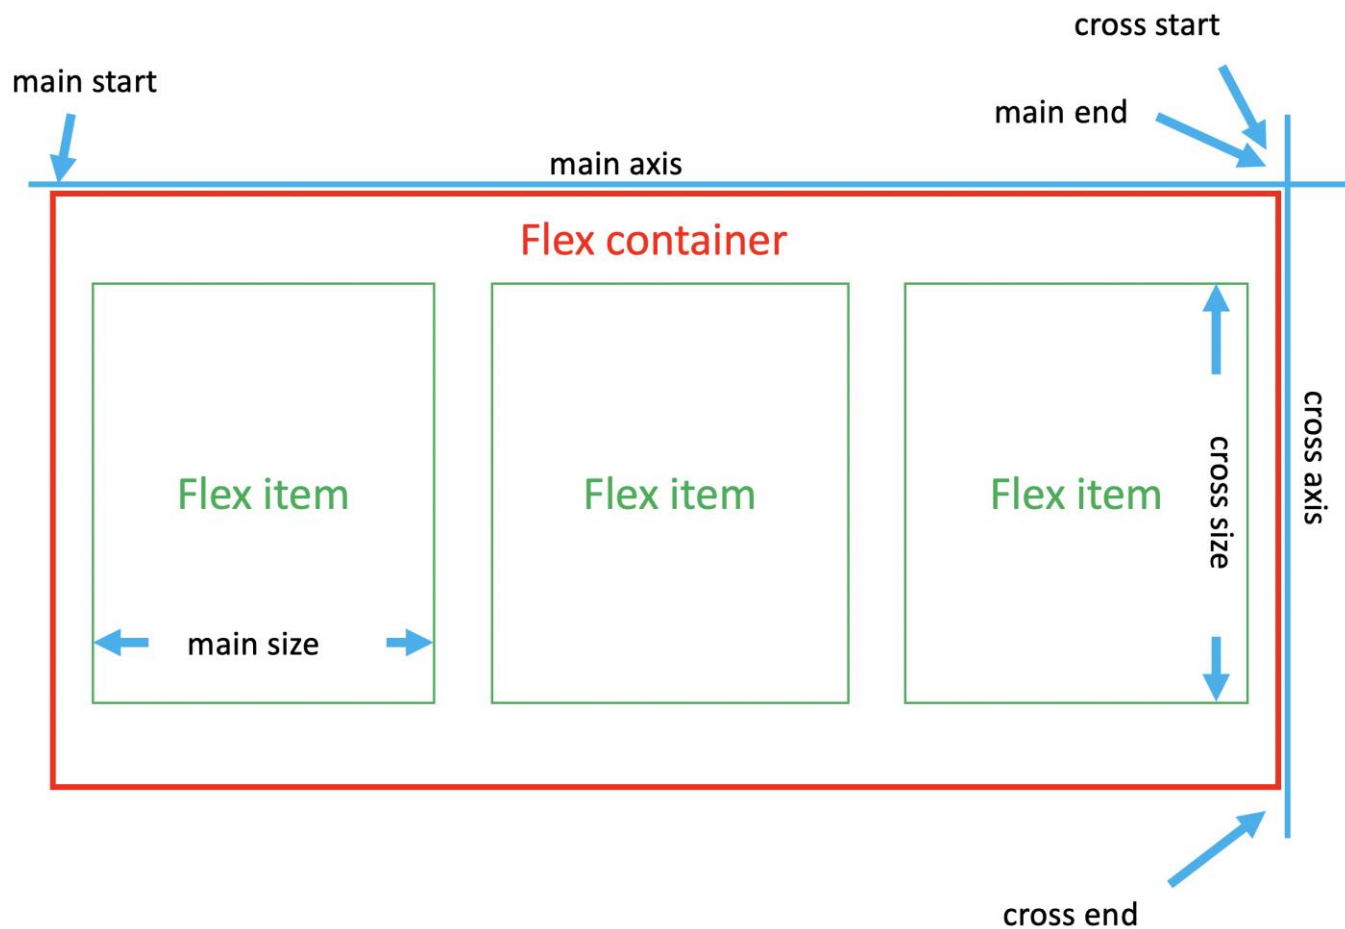 cross start
main start
main end
main axis
Flex container
Flex item
Flex item
Flex item
cross size
cross axis
main size
cross end